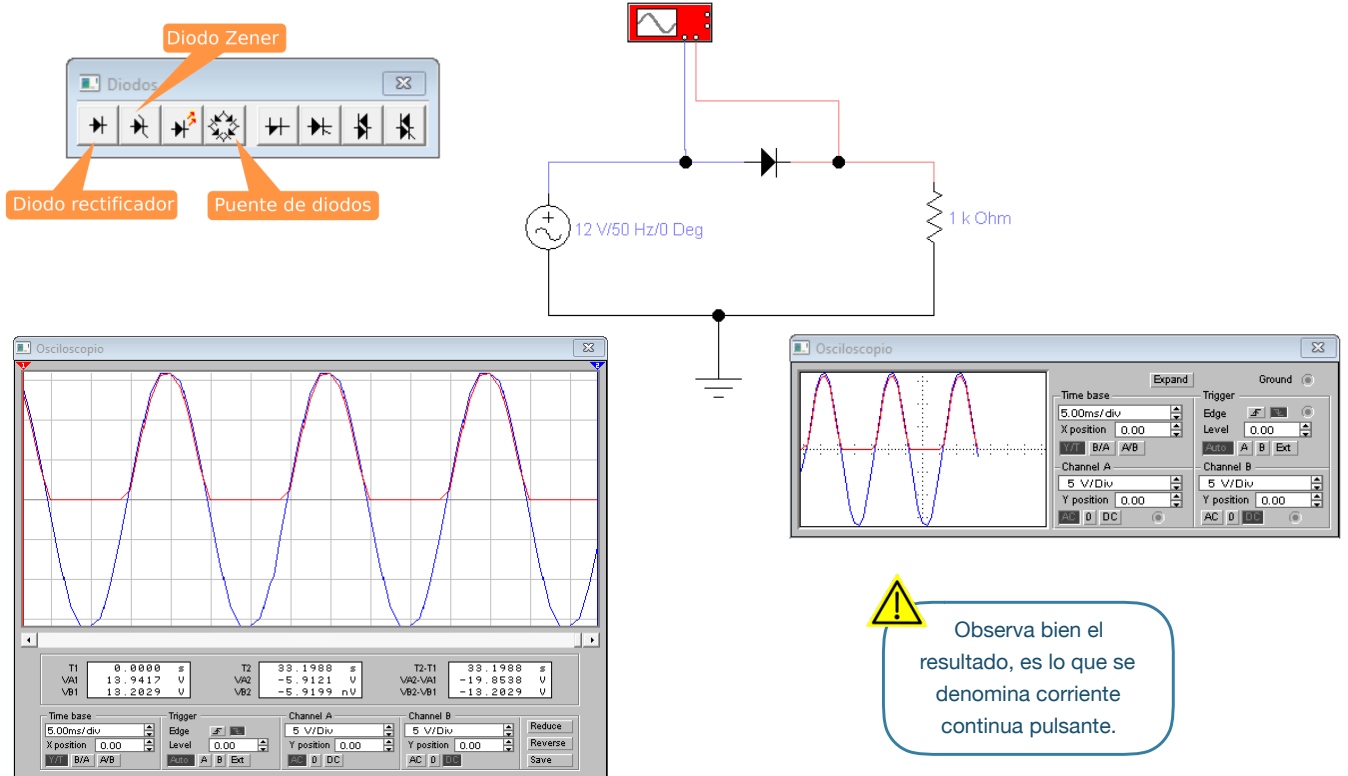 Diodo Zener
Diodos
Diodo rectificador
Puente de diodos
12 V/50 Hz/0 Deg
1 k Ohm
Osciloscopio
1
2
T1 0.0000 s
VA1 13.9417 V
VB1 13.2029 V
T2 33.1988 s
VA2 -5.9121 V
VB2 -5.9199 nV
T2-T1 33.1988 s
VA2-VA1 -19.8538 V
VB2-VB1 -13.2029 V
Time base
5.00ms/div
X position 0.00
Y/T B/A A/B
Trigger
Edge
Level 0.00
Auto A B Ext
Channel A
5 V/Div
Y position 0.00
AC 0 DC
Channel B
5 V/Div
Y position 0.00
AC 0 DC
Reduce
Reverse
Save
Osciloscopio
Expand
Ground
Time base
5.00ms/div
X position 0.00
Y/T B/A A/B
Trigger
Edge
Level 0.00
Auto A B Ext
Channel A
5 V/Div
Y position 0.00
AC 0 DC
Channel B
5 V/Div
Y position 0.00
AC 0 DC
Observa bien el
resultado, es lo que se
denomina corriente
continua pulsante.